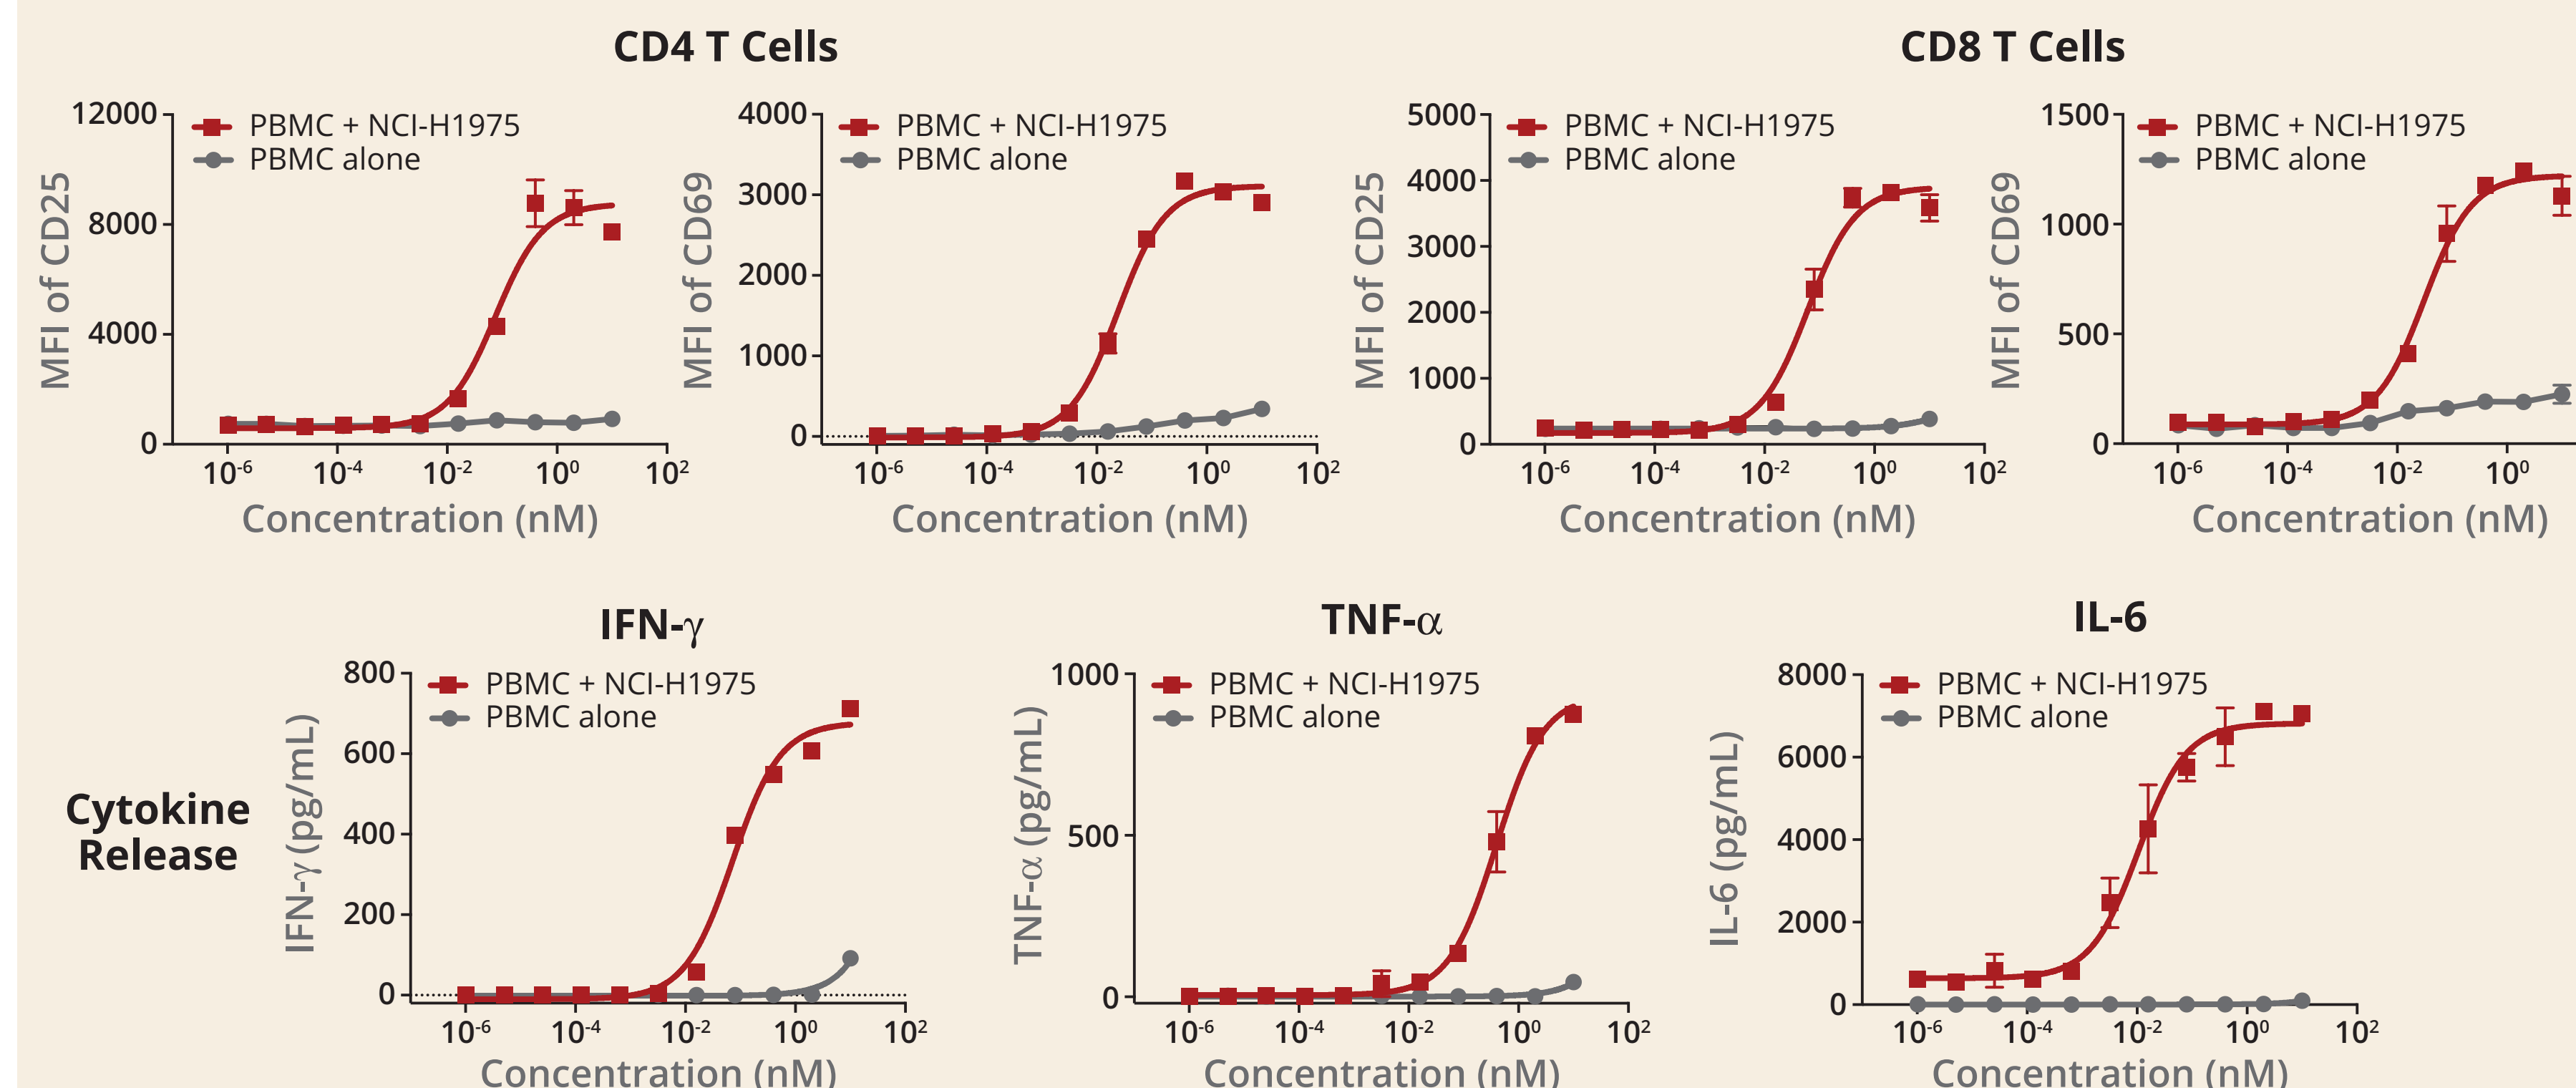 CD4 T Cells
CD8 T Cells
12000
8000
4000
0
MFI of CD25
PBMC + NCI-H1975
PBMC alone
10-6 10-4 10-2 100 102
Concentration (nM)
4000
3000
2000
1000
0
MFI of CD69
PBMC + NCI-H1975
PBMC alone
10-6 10-4 10-2 100 102
Concentration (nM)
5000
4000
3000
2000
1000
0
MFI of CD25
PBMC + NCI-H1975
PBMC alone
10-6 10-4 10-2 100 102
Concentration (nM)
1500
1000
500
0
MFI of CD69
PBMC + NCI-H1975
PBMC alone
10-6 10-4 10-2 100
Concentration (nM)
Cytokine
Release
IFN-γ
800
600
400
200
0
IFN-γ (pg/mL)
PBMC + NCI-H1975
PBMC alone
10-6 10-4 10-2 100 102
Concentration (nM)
TNF-α
1000
500
0
TNF-α (pg/mL)
PBMC + NCI-H1975
PBMC alone
10-6 10-4 10-2 100 102
Concentration (nM)
IL-6
8000
6000
4000
2000
0
IL-6 (pg/mL)
PBMC + NCI-H1975
PBMC alone
10-6 10-4 10-2 100 102
Concentration (nM)